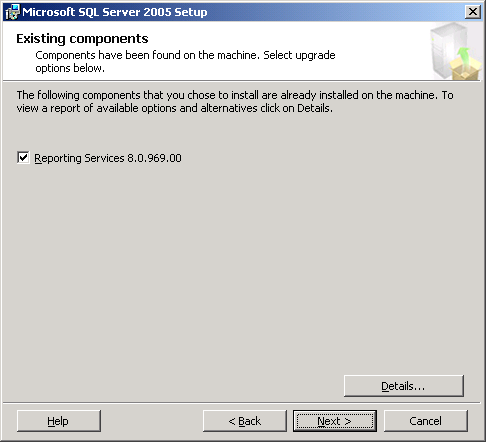 Microsoft SQL Server 2005 Setup
Existing components
Components have been found on the machine. Select upgrade
options below.
The following components that you chose to install are already installed on the machine. To
view a report of available options and alternatives click on Details.
Reporting Services 8.0.969.00
Details...
Help
< Back
Next >
Cancel